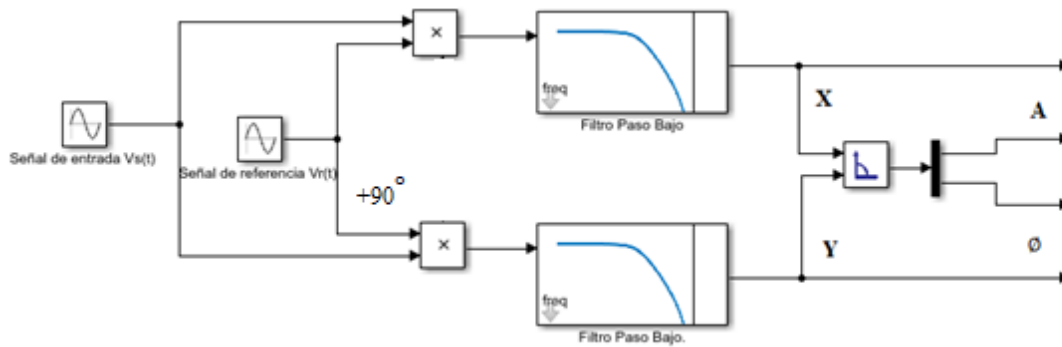 ×
freq
Filtro Paso Bajo
X
A
Señal de entrada Vs(t)
Señal de referencia Vr(t)
+90°
×
freq
Filtro Paso Bajo.
Y
ø